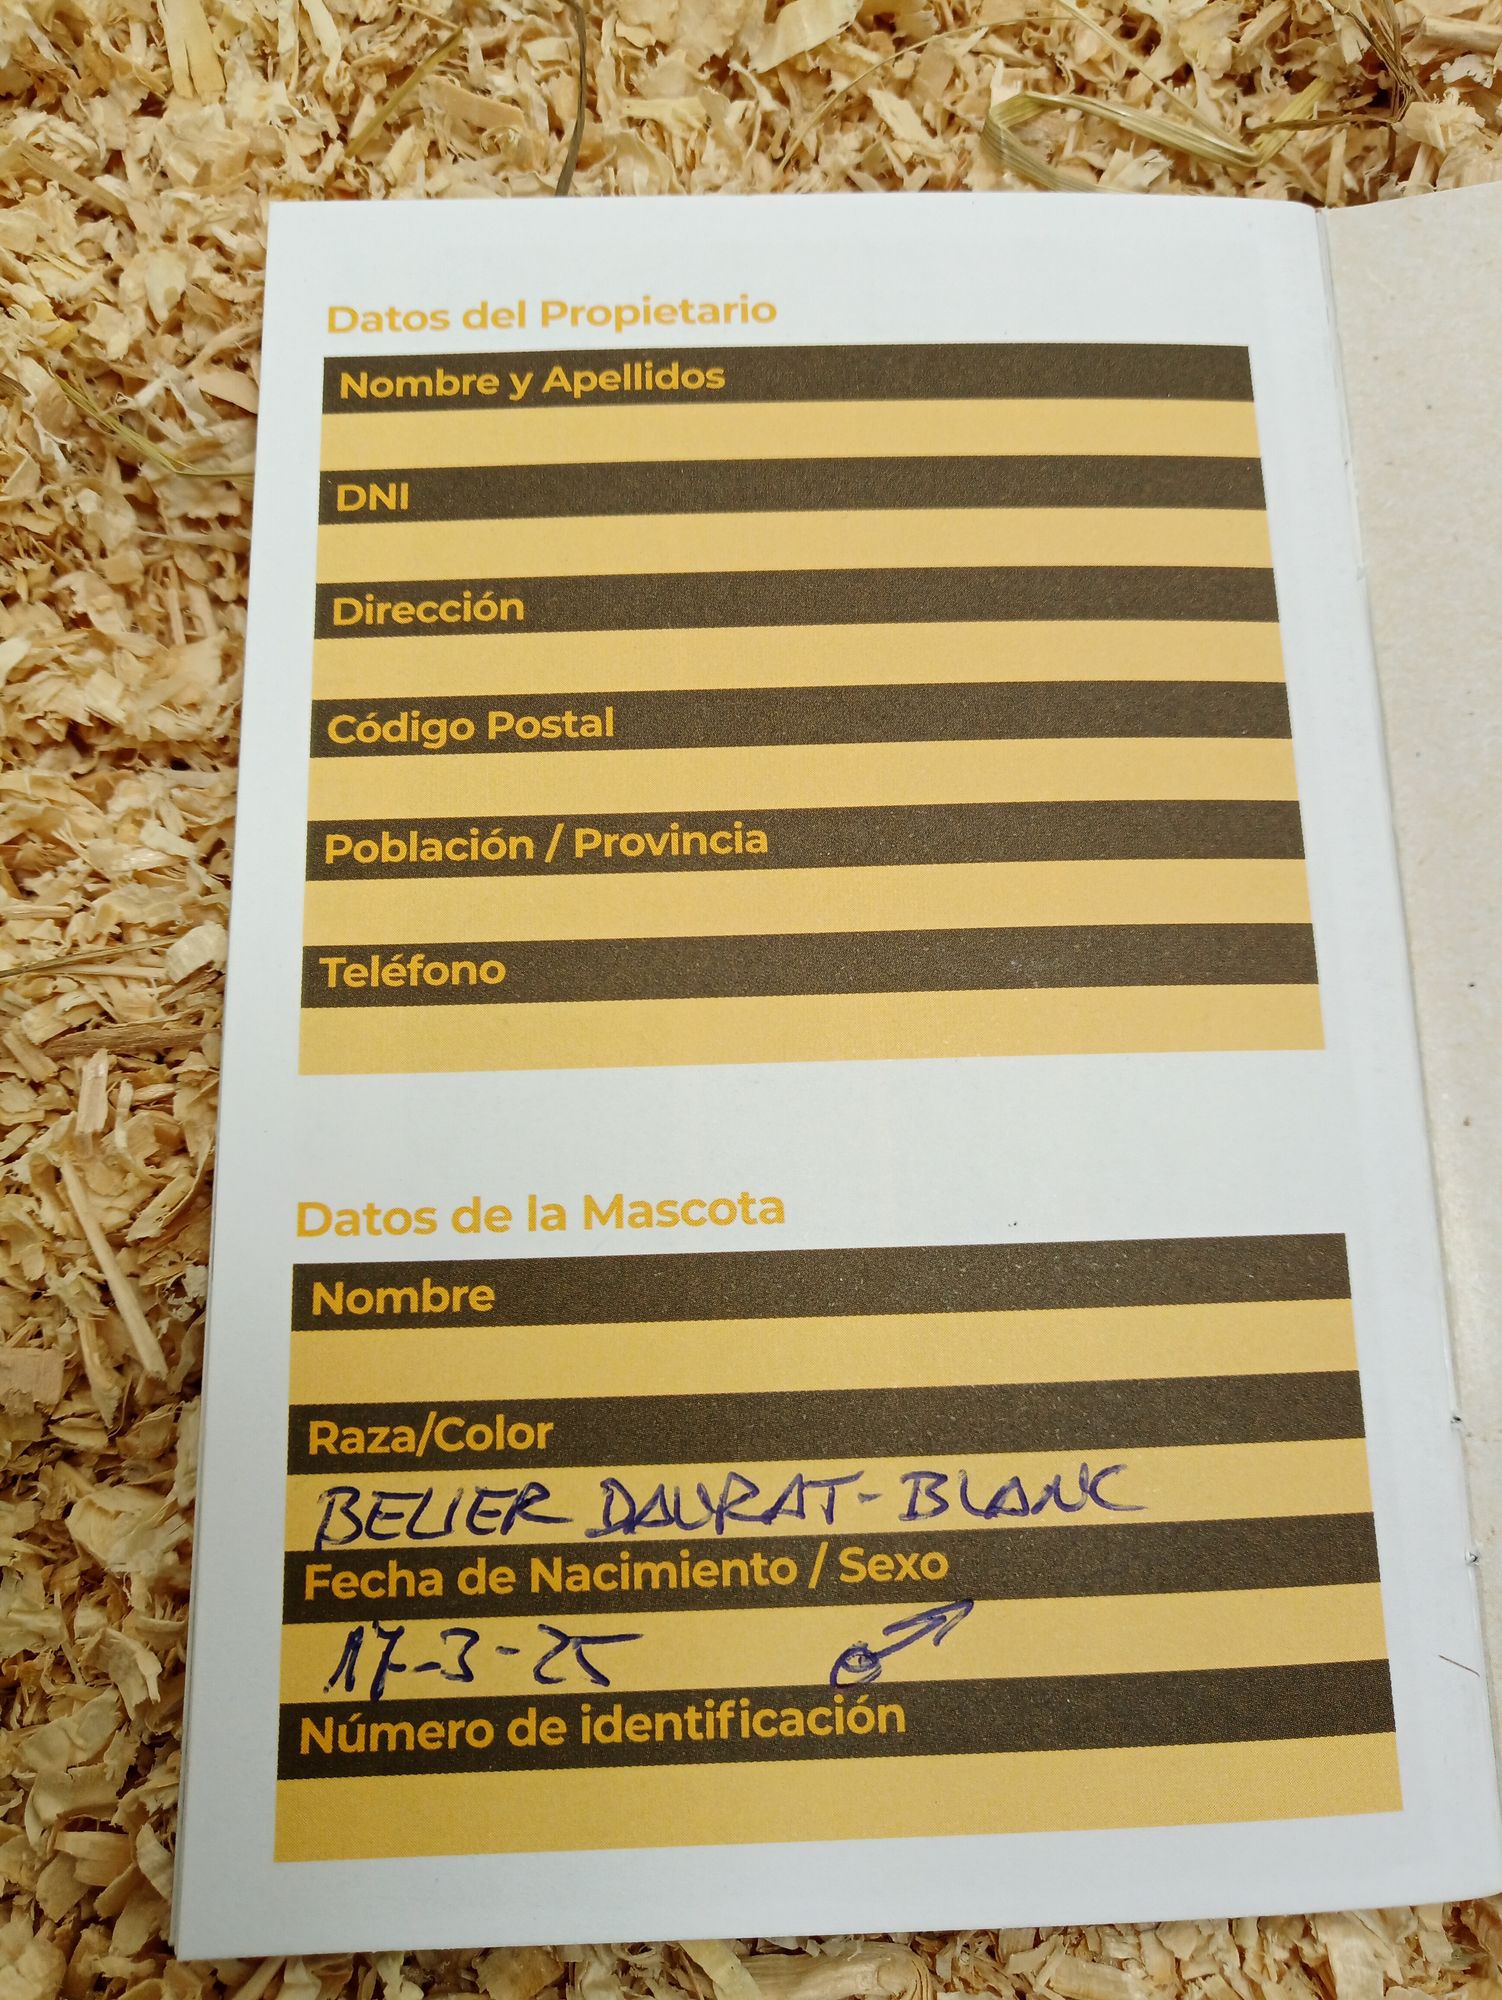 Datos del Propietario
Nombre y Apellidos
DNI
Dirección
Código Postal
Población / Provincia
Teléfono
Datos de la Mascota
Nombre
Raza/Color
BELIER DAURAT-BLANC
Fecha de Nacimiento / Sexo
17-3-25 ♂
Número de identificación